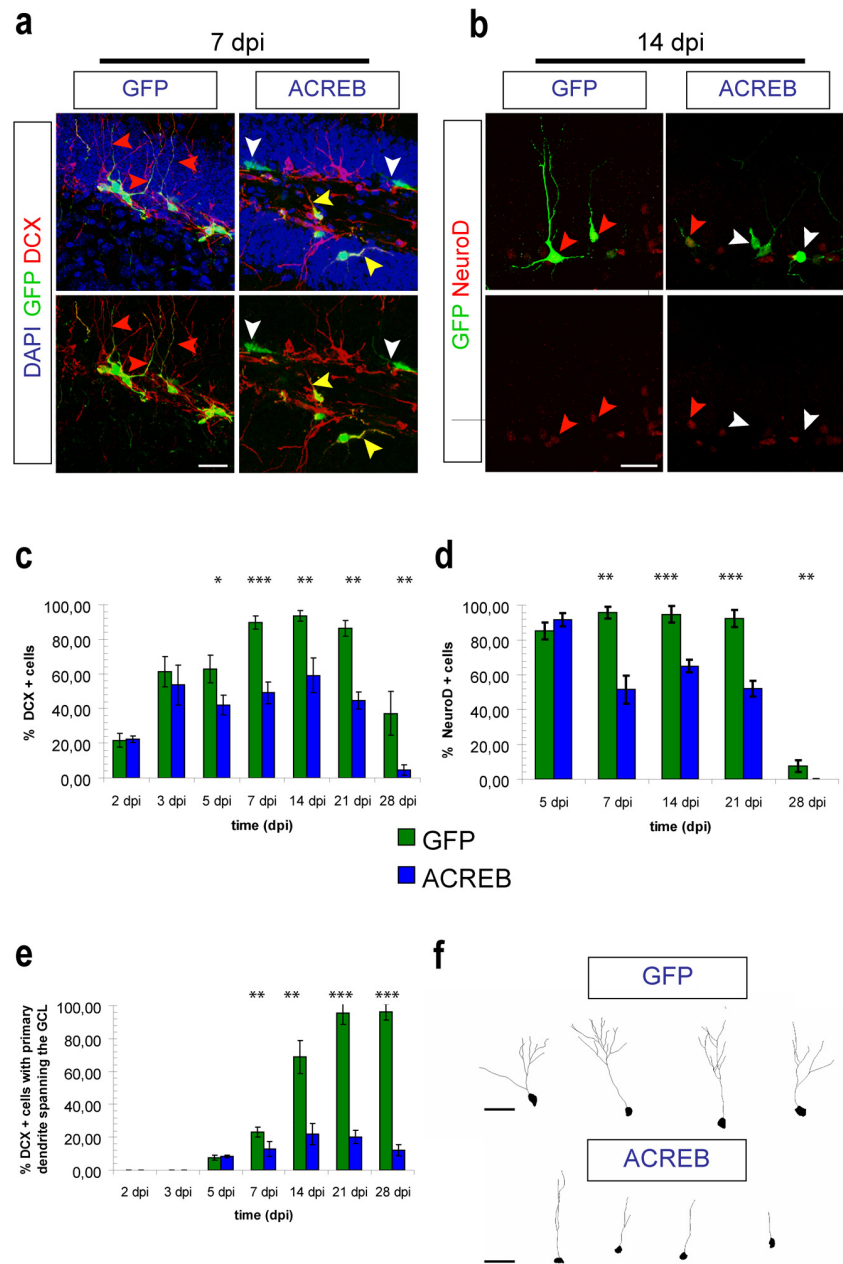 a
7 dpi
GFP
ACREB
DAPI GFP DCX
b
14 dpi
GFP
ACREB
GFP NeuroD
c
* *** ** ** **
% DCX + cells
100,00
80,00
60,00
40,00
20,00
0,00
2 dpi 3 dpi 5 dpi 7 dpi 14 dpi 21 dpi 28 dpi
time (dpi)
d
** *** *** **
% NeuroD + cells
100,00
80,00
60,00
40,00
20,00
0,00
5 dpi 7 dpi 14 dpi 21 dpi 28 dpi
time (dpi)
GFP
ACREB
e
** ** *** ***
% DCX + cells with primary
dendrite spanning the GCL
100,00
80,00
60,00
40,00
20,00
0,00
2 dpi 3 dpi 5 dpi 7 dpi 14 dpi 21 dpi 28 dpi
time (dpi)
f
GFP
ACREB